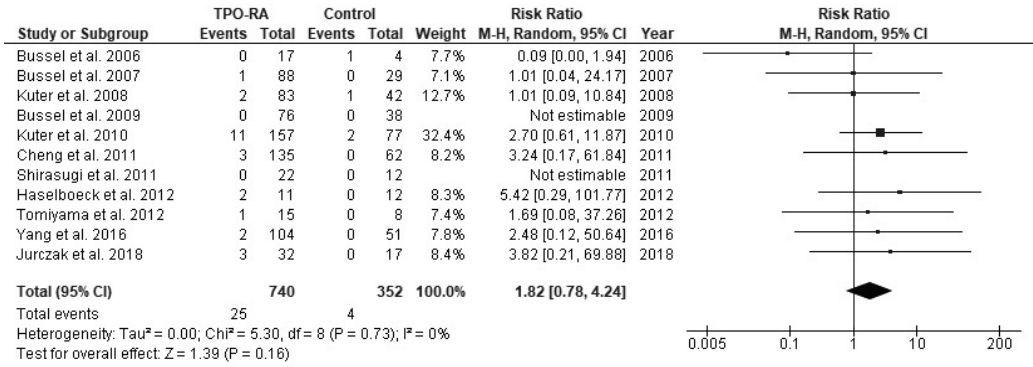 TPO-RA Control Risk Ratio Risk Ratio
Study or Subgroup Events Total Events Total Weight M-H, Random, 95% CI Year M-H, Random, 95% CI
Bussel et al. 2006 0 17 1 4 7.7% 0.09 [0.00, 1.94] 2006
Bussel et al. 2007 1 88 0 29 7.1% 1.01 [0.04, 24.17] 2007
Kuter et al. 2008 2 83 1 42 12.7% 1.01 [0.09, 10.84] 2008
Bussel et al. 2009 0 76 0 38 Not estimable 2009
Kuter et al. 2010 11 157 2 77 32.4% 2.70 [0.61, 11.87] 2010
Cheng et al. 2011 3 135 0 62 8.2% 3.24 [0.17, 61.84] 2011
Shirasugi et al. 2011 0 22 0 12 Not estimable 2011
Haselboeck et al. 2012 2 11 0 12 8.3% 5.42 [0.29, 101.77] 2012
Tomiyama et al. 2012 1 15 0 8 7.4% 1.69 [0.08, 37.26] 2012
Yang et al. 2016 2 104 0 51 7.8% 2.48 [0.12, 50.64] 2016
Jurczak et al. 2018 3 32 0 17 8.4% 3.82 [0.21, 69.88] 2018
Total (95% CI) 740 352 100.0% 1.82 [0.78, 4.24]
Total events 25 4
Heterogeneity: Tau² = 0.00; Chi² = 5.30, df = 8 (P = 0.73); I² = 0%
Test for overall effect: Z = 1.39 (P = 0.16)
0.005 0.1 1 10 200